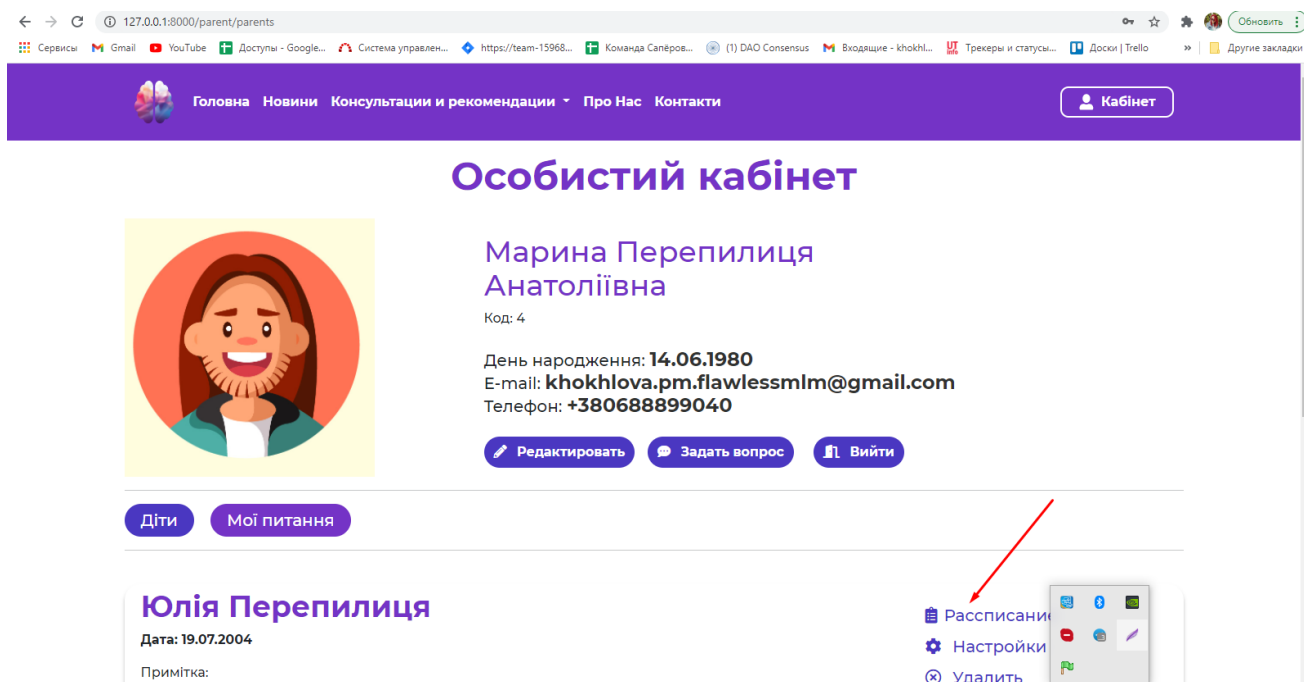 127.0.0.1:8000/parent/parents
Обновить
Сервисы Gmail YouTube Доступы - Google... Система управлен... https://team-15968... Команда Сапёров... (1) DAO Consensus Входящие - khokhl... Трекеры и статусы... Доски | Trello » Другие закладки
Головна Новини Консультации и рекомендации Про Нас Контакти Кабінет
Особистий кабінет
Марина Перепилиця
Анатоліївна
Код: 4
День народження: 14.06.1980
E-mail: khokhlova.pm.flawlessmlm@gmail.com
Телефон: +380688899040
Редактировать Задать вопрос Вийти
Діти Мої питання
Юлія Перепилиця
Дата: 19.07.2004
Примітка:
Расспиcание
Настройки
Удалить